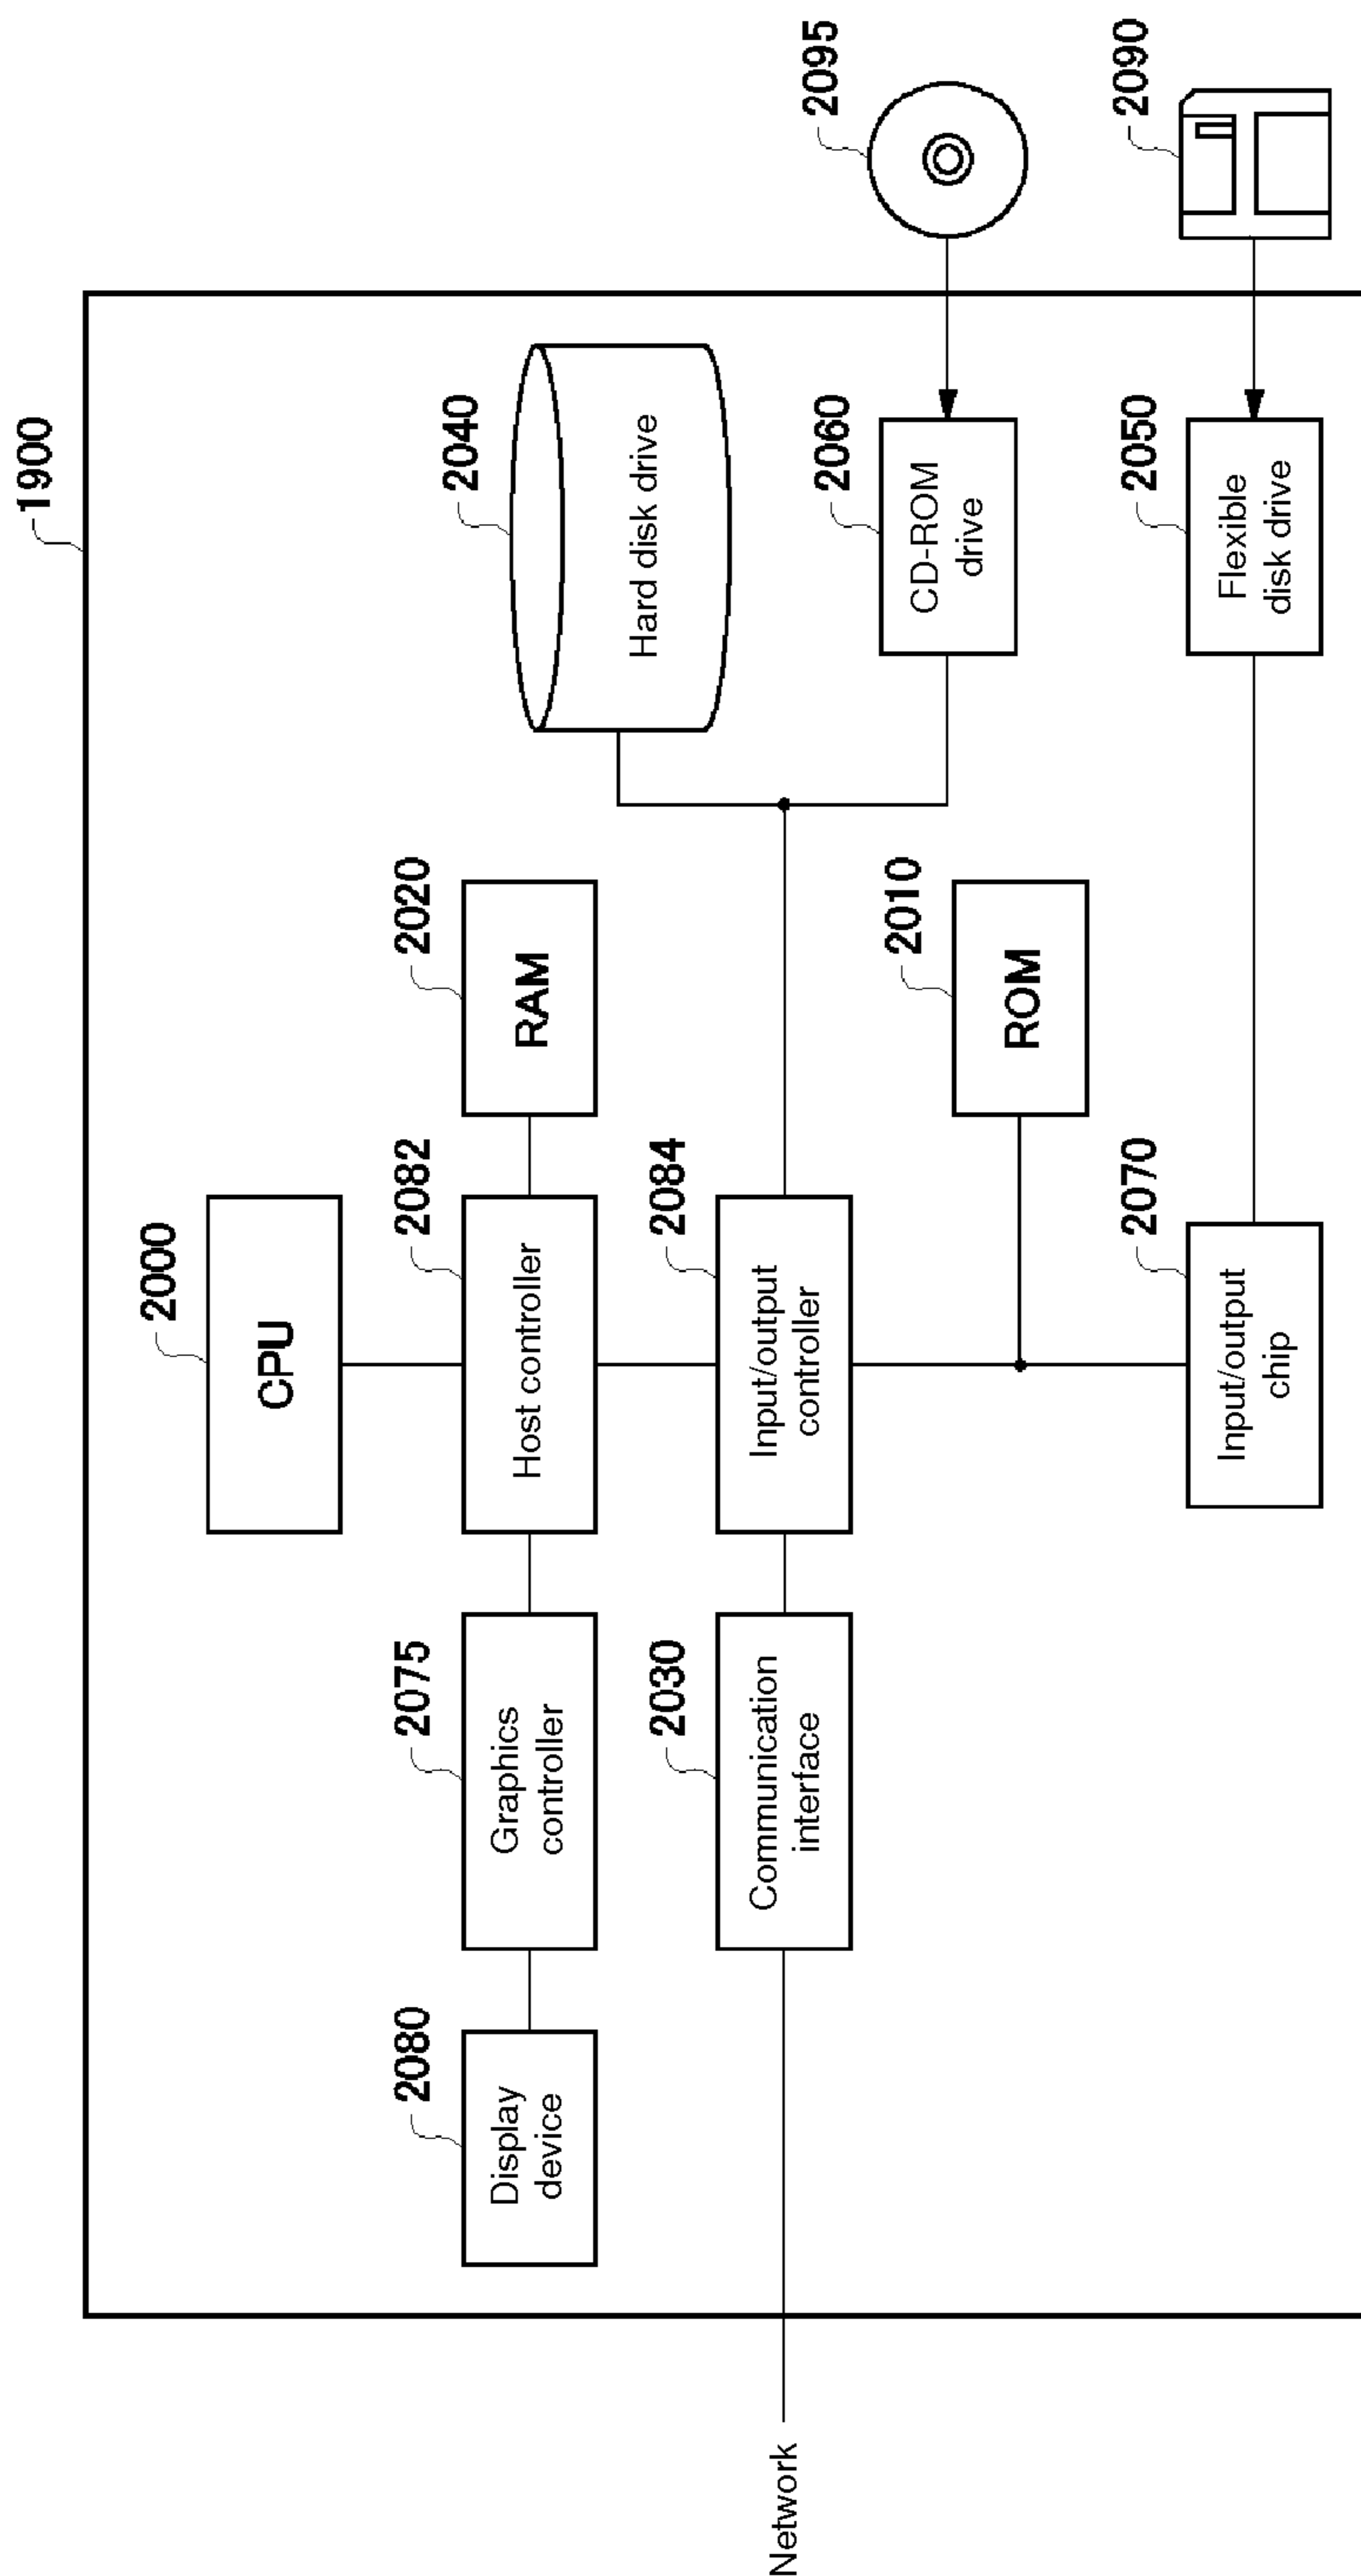 1900
2000
CPU
2080
2075
2082
2020
Display
device
Graphics
controller
Host controller
RAM
2040
Hard disk drive
2030
2084
Communication
interface
Input/output
controller
Network
2095
2060
CD-ROM
drive
2010
ROM
2070
Input/output
chip
2050
Flexible
disk drive
2090